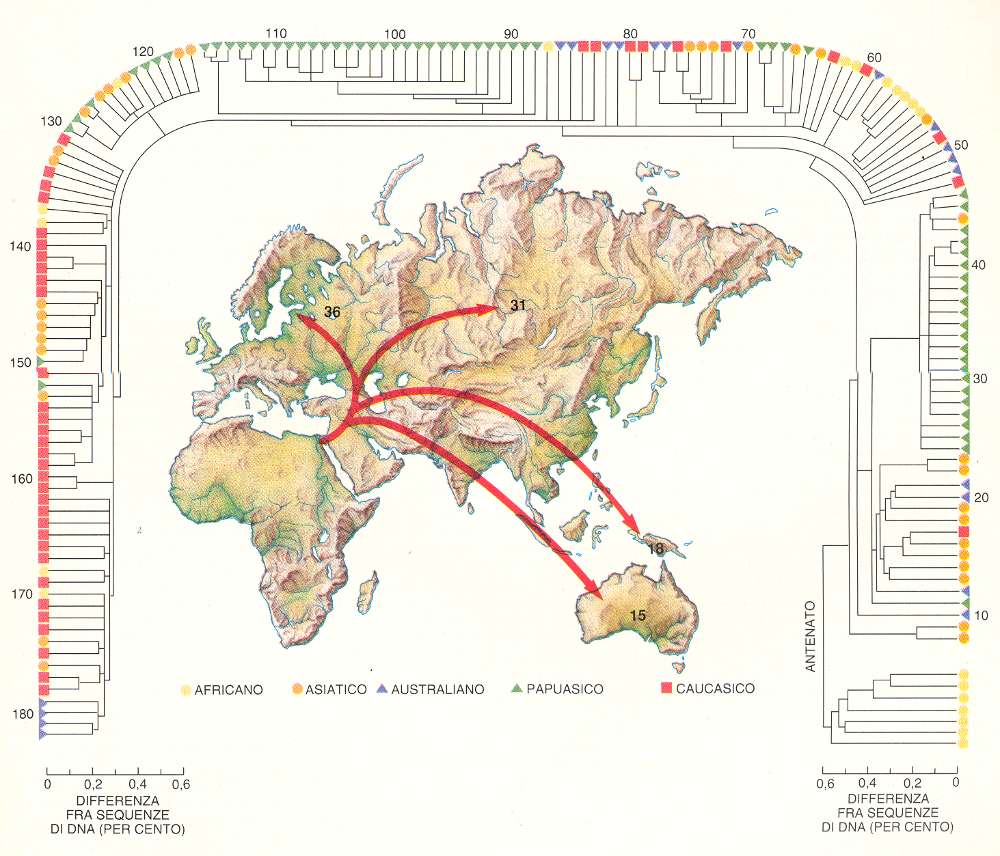 110
100
90
80
70
120
60
130
50
140
40
36
31
150
30
160
20
18
170
15
10
ANTENATO
AFRICANO
ASIATICO
AUSTRALIANO
PAPUASICO
CAUCASICO
180
0
0,2
0,4
0,6
DIFFERENZA
FRA SEQUENZE
DI DNA (PER CENTO)
0,6
0,4
0,2
0
DIFFERENZA
FRA SEQUENZE
DI DNA (PER CENTO)